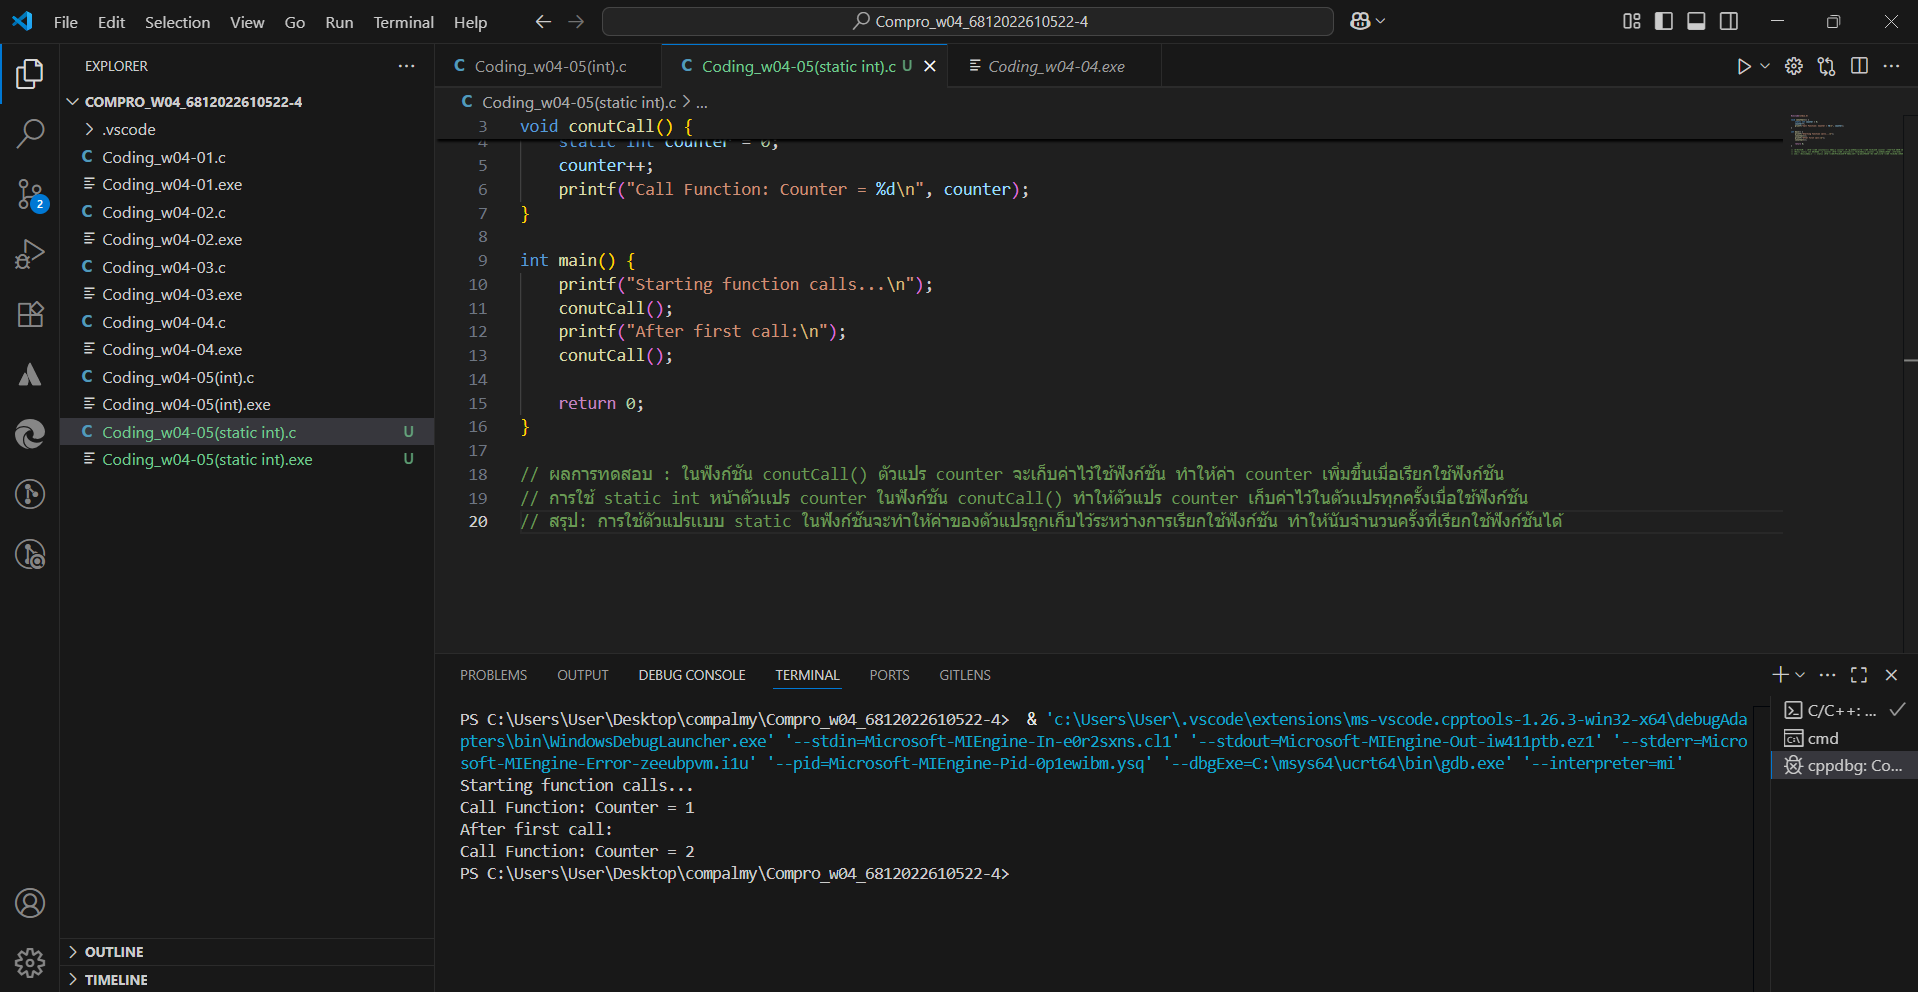 File Edit Selection View Go Run Terminal Help
Compro_w04_6812022610522-4
EXPLORER
COMPRO_W04_6812022610522-4
.vscode
Coding_w04-01.c
Coding_w04-01.exe
Coding_w04-02.c
Coding_w04-02.exe
Coding_w04-03.c
Coding_w04-03.exe
Coding_w04-04.c
Coding_w04-04.exe
Coding_w04-05(int).c
Coding_w04-05(int).exe
Coding_w04-05(static int).c U
Coding_w04-05(static int).exe U
2
OUTLINE
TIMELINE
Coding_w04-05(int).c
Coding_w04-05(static int).c U
Coding_w04-04.exe
Coding_w04-05(static int).c > ...
3 void conutCall() {
4 static int counter = 0;
5 counter++;
6 printf("Call Function: Counter = %d\n", counter);
7 }
8
9 int main() {
10 printf("Starting function calls...\n");
11 conutCall();
12 printf("After first call:\n");
13 conutCall();
14
15 return 0;
16 }
17
18 // ผลการทดสอบ : ในฟังก์ชัน conutCall() ตัวแปร counter จะเก็บค่าไว้ใช้ฟังก์ชัน ทำให้ค่า counter เพิ่มขึ้นเมื่อเรียกใช้ฟังก์ชัน
19 // การใช้ static int หน้าตัวแปร counter ในฟังก์ชัน conutCall() ทำให้ตัวแปร counter เก็บค่าไว้ในตัวแปรทุกครั้งเมื่อใช้ฟังก์ชัน
20 // สรุป: การใช้ตัวแปรแบบ static ในฟังก์ชันจะทำให้ค่าของตัวแปรถูกเก็บไว้ระหว่างการเรียกใช้ฟังก์ชัน ทำให้นับจำนวนครั้งที่เรียกใช้ฟังก์ชันได้
PROBLEMS OUTPUT DEBUG CONSOLE TERMINAL PORTS GITLENS
PS C:\Users\User\Desktop\compalmy\Compro_w04_6812022610522-4> & 'c:\Users\User\.vscode\extensions\ms-vscode.cpptools-1.26.3-win32-x64\debugAda
pters\bin\WindowsDebugLauncher.exe' '--stdin=Microsoft-MIEngine-In-e0r2sxns.cl1' '--stdout=Microsoft-MIEngine-Out-iw411ptb.ez1' '--stderr=Micro
soft-MIEngine-Error-zeeubpvm.i1u' '--pid=Microsoft-MIEngine-Pid-0p1ewibm.ysq' '--dbgExe=C:\msys64\ucrt64\bin\gdb.exe' '--interpreter=mi'
Starting function calls...
Call Function: Counter = 1
After first call:
Call Function: Counter = 2
PS C:\Users\User\Desktop\compalmy\Compro_w04_6812022610522-4>
C/C++: ...
cmd
cppdbg: Co...